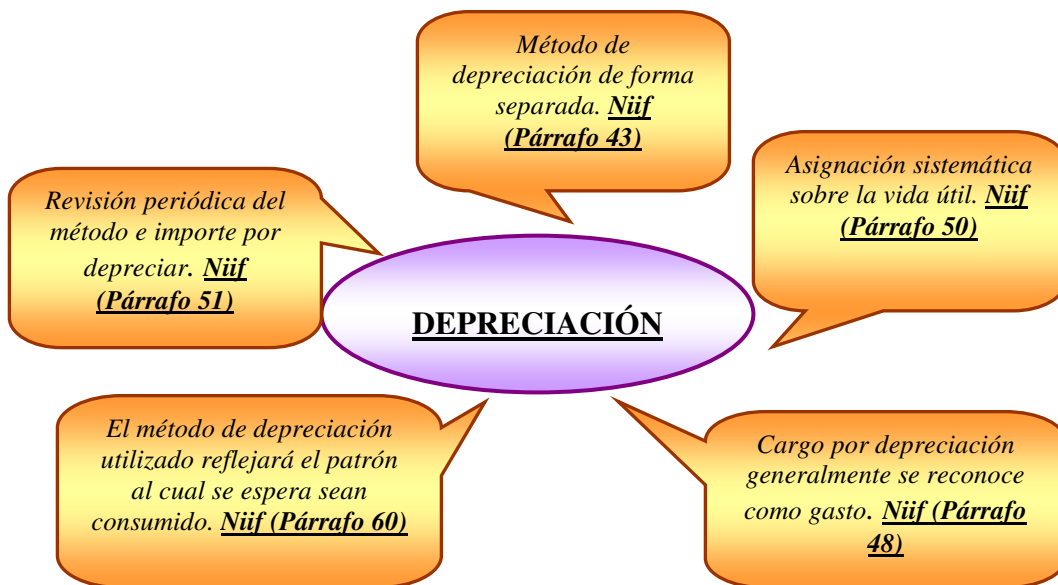 Método de
depreciación de forma
separada. Niif
(Párrafo 43)
Asignación sistemática
sobre la vida útil. Niif
(Párrafo 50)
Revisión periódica del
método e importe por
depreciar. Niif
(Párrafo 51)
DEPRECIACIÓN
El método de depreciación
utilizado reflejará el patrón
al cual se espera sean
consumido. Niif (Párrafo 60)
Cargo por depreciación
generalmente se reconoce
como gasto. Niif (Párrafo
48)